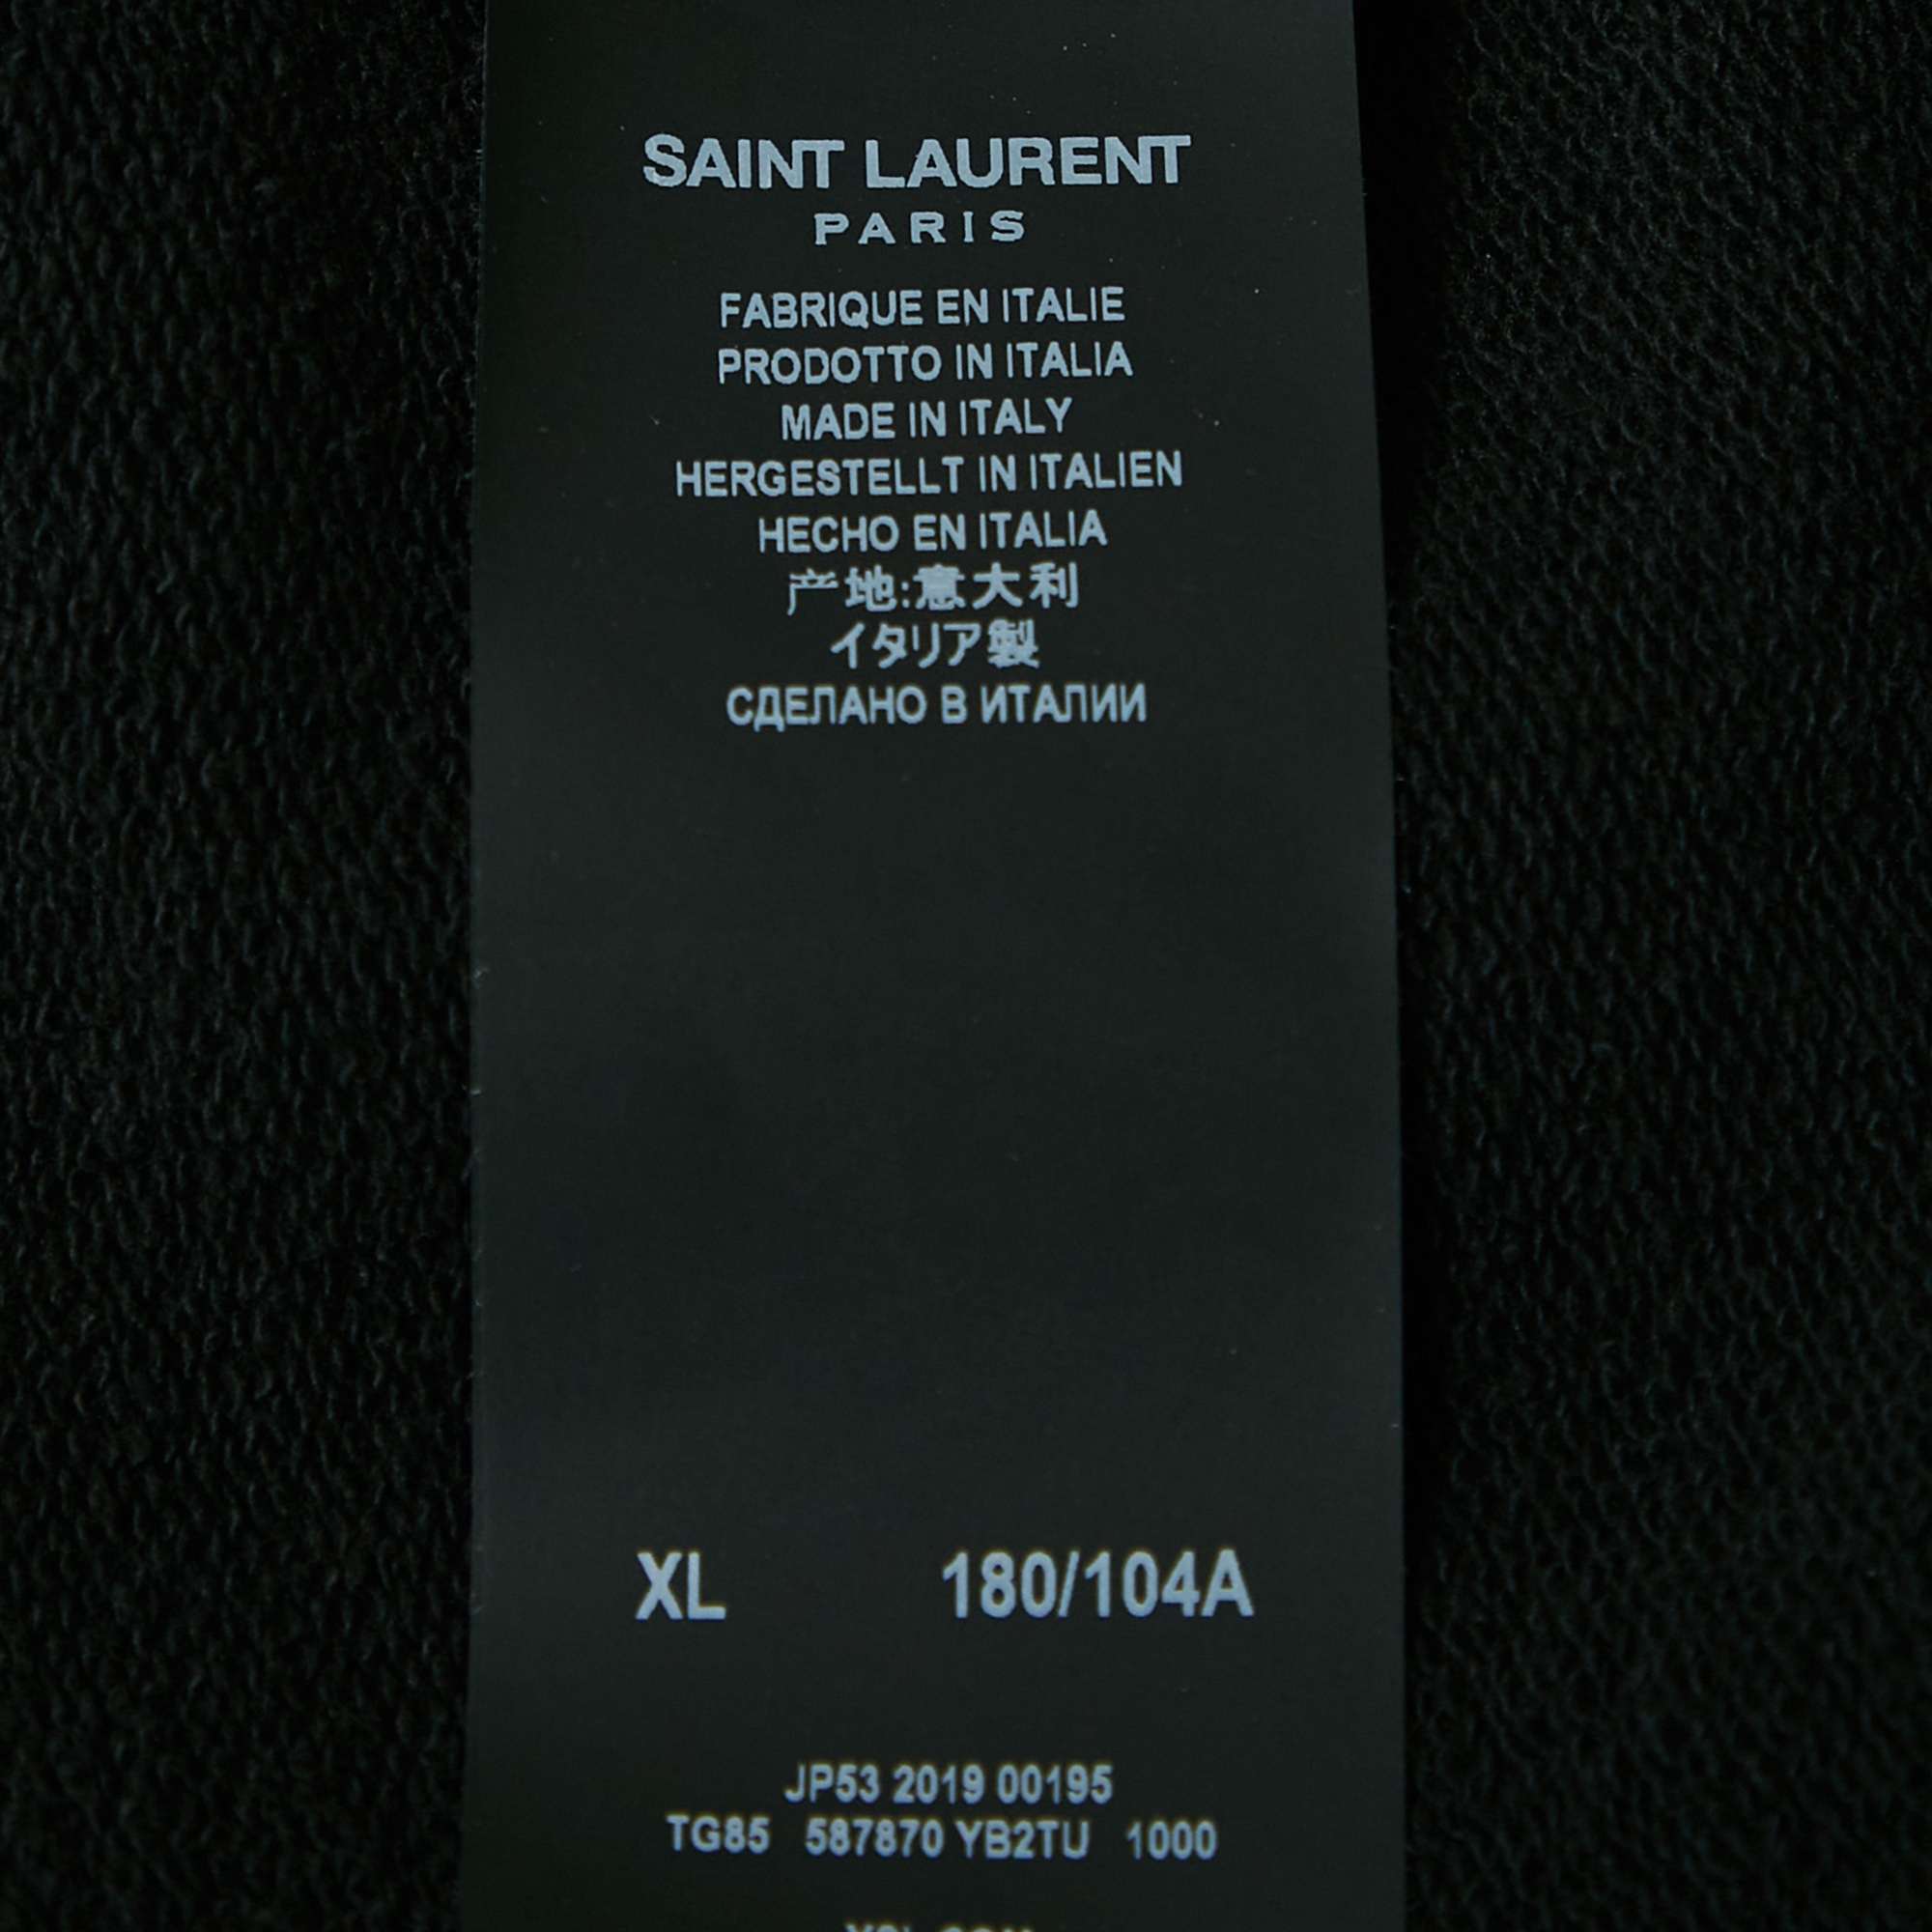 SAINT LAURENT
PARIS
FABRIQUE EN ITALIE
PRODOTTO IN ITALIA
MADE IN ITALY
HERGESTELLT IN ITALIEN
HECHO EN ITALIA
产地:意大利
イタリア製
СДЕЛАНО В ИТАЛИИ
XL 180/104A
JP53 2019 00195
TG85 587870 YB2TU 1000